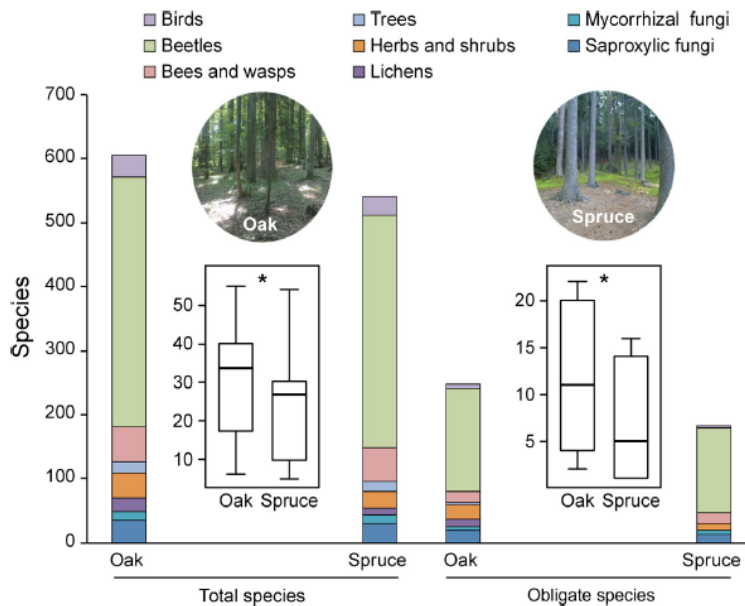 Birds Trees Mycorrhizal fungi
Beetles Herbs and shrubs Saproxylic fungi
Bees and wasps Lichens
700
600
500
400
300
200
100
0
Species
Oak
Spruce
*
50
40
30
20
10
Oak Spruce
*
20
15
10
5
Oak Spruce
Oak Spruce Oak Spruce
Total species Obligate species